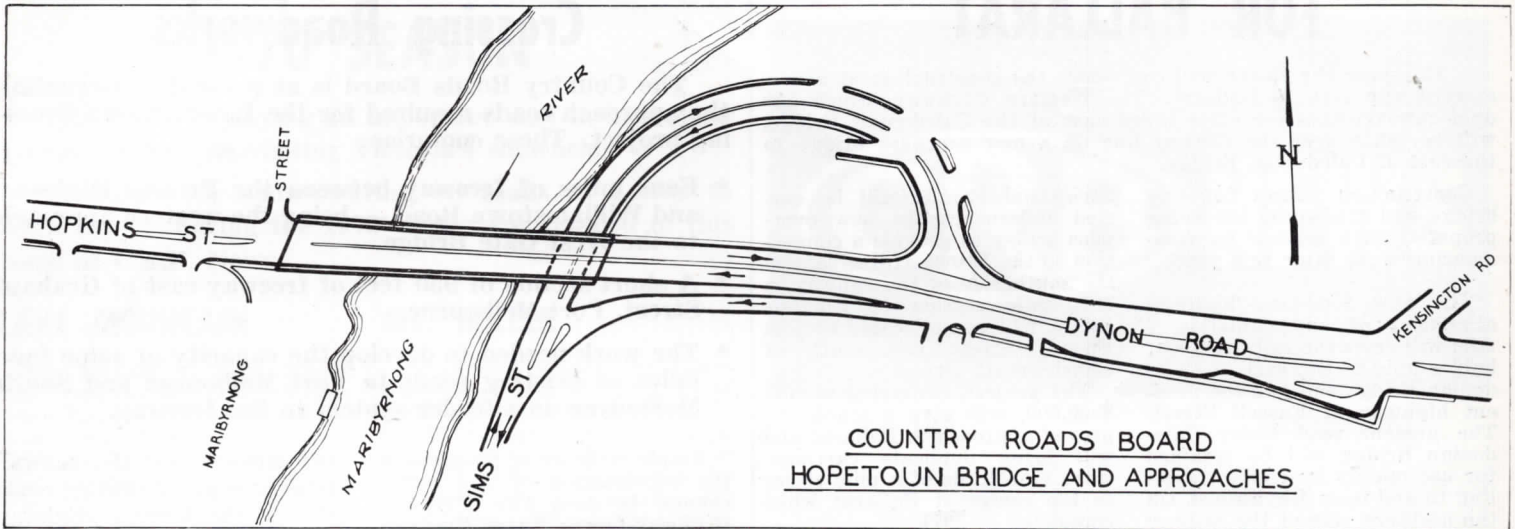 HOPKINS ST
STREET
RIVER
MARIBYRNONG
MARIBYRNONG
SIMS ST
N
DYNON ROAD
KENSINGTON RD
COUNTRY ROADS BOARD
HOPETOUN BRIDGE AND APPROACHES